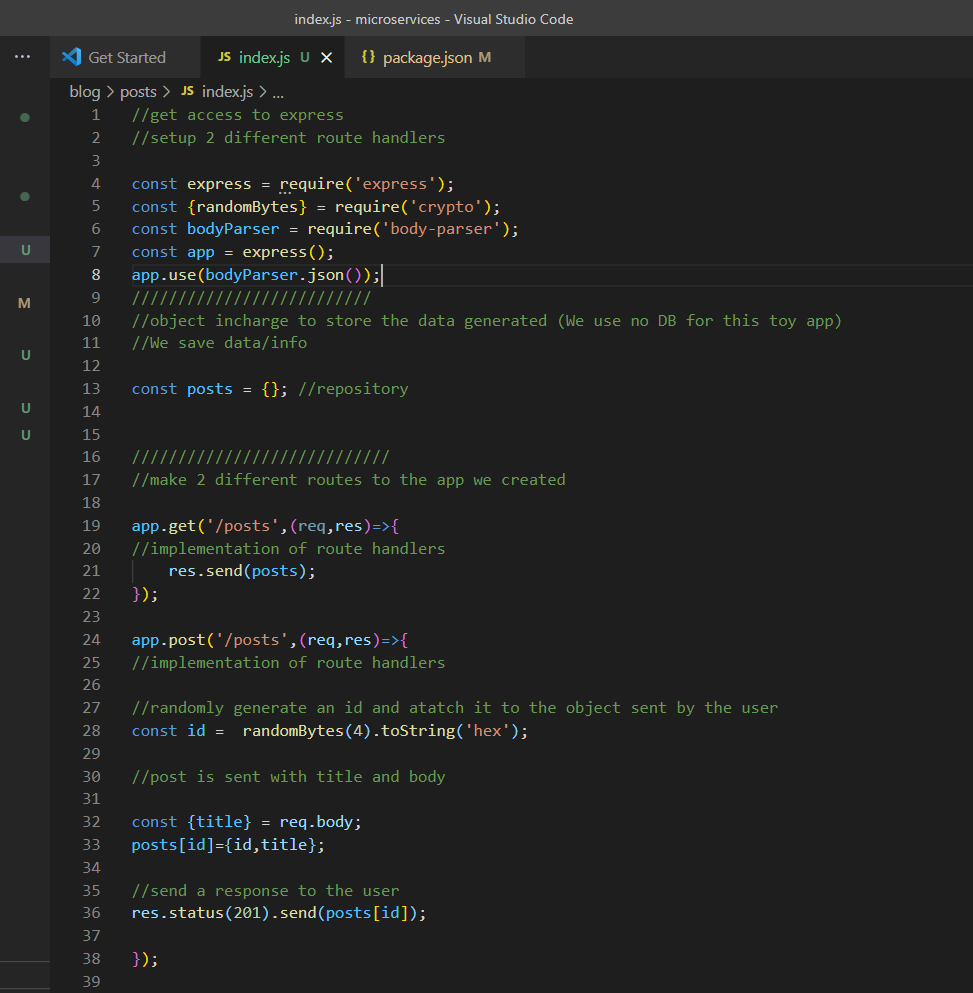 index.js - microservices - Visual Studio Code
... Get Started JS index.js U × {} package.json M
blog > posts > JS index.js > ...
1 //get access to express
2 //setup 2 different route handlers
3
4 const express = require('express');
5 const {randomBytes} = require('crypto');
6 const bodyParser = require('body-parser');
7 const app = express();
8 app.use(bodyParser.json());
9 //////////////////////////
10 //object incharge to store the data generated (We use no DB for this toy app)
11 //We save data/info
12
13 const posts = {}; //repository
14
15
16 ////////////////////////////
17 //make 2 different routes to the app we created
18
19 app.get('/posts',(req,res)=>{
20 //implementation of route handlers
21     res.send(posts);
22 });
23
24 app.post('/posts',(req,res)=>{
25 //implementation of route handlers
26
27 //randomly generate an id and atatch it to the object sent by the user
28 const id =  randomBytes(4).toString('hex');
29
30 //post is sent with title and body
31
32 const {title} = req.body;
33 posts[id]={id,title};
34
35 //send a response to the user
36 res.status(201).send(posts[id]);
37
38 });
39
U
M
U
U
U